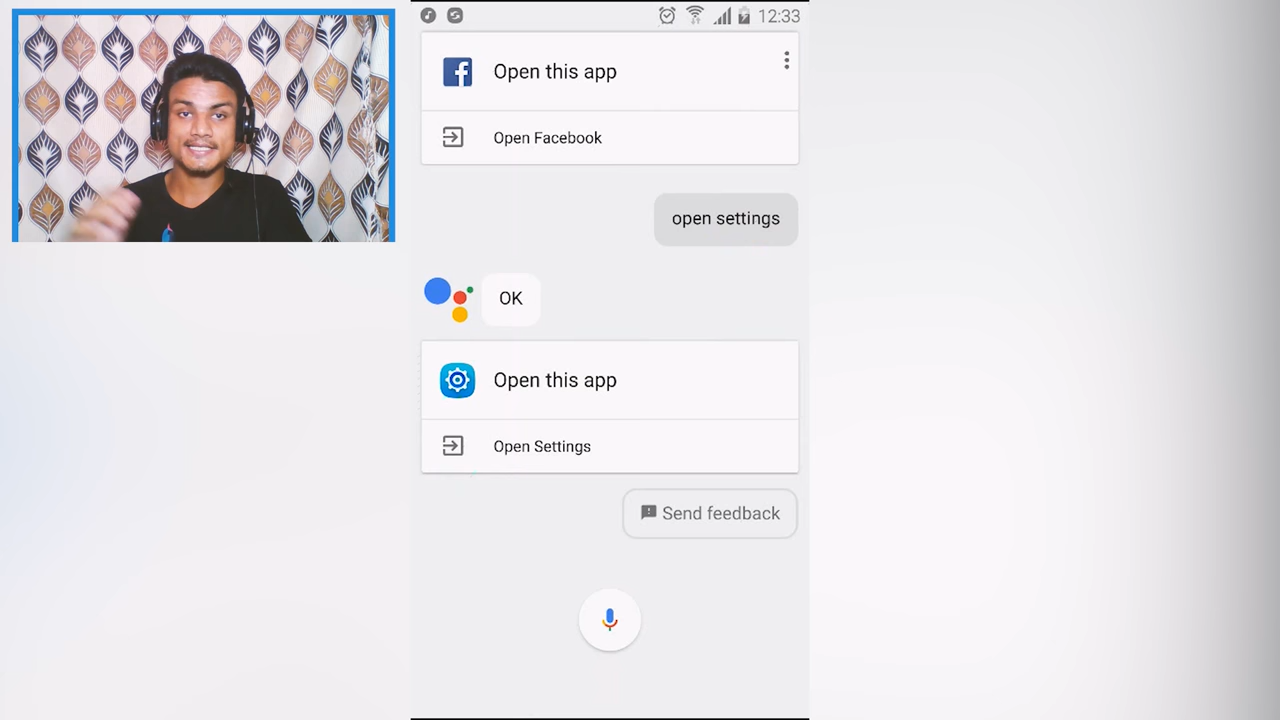 12:33
Open this app
Open Facebook
open settings
OK
Open this app
Open Settings
Send feedback